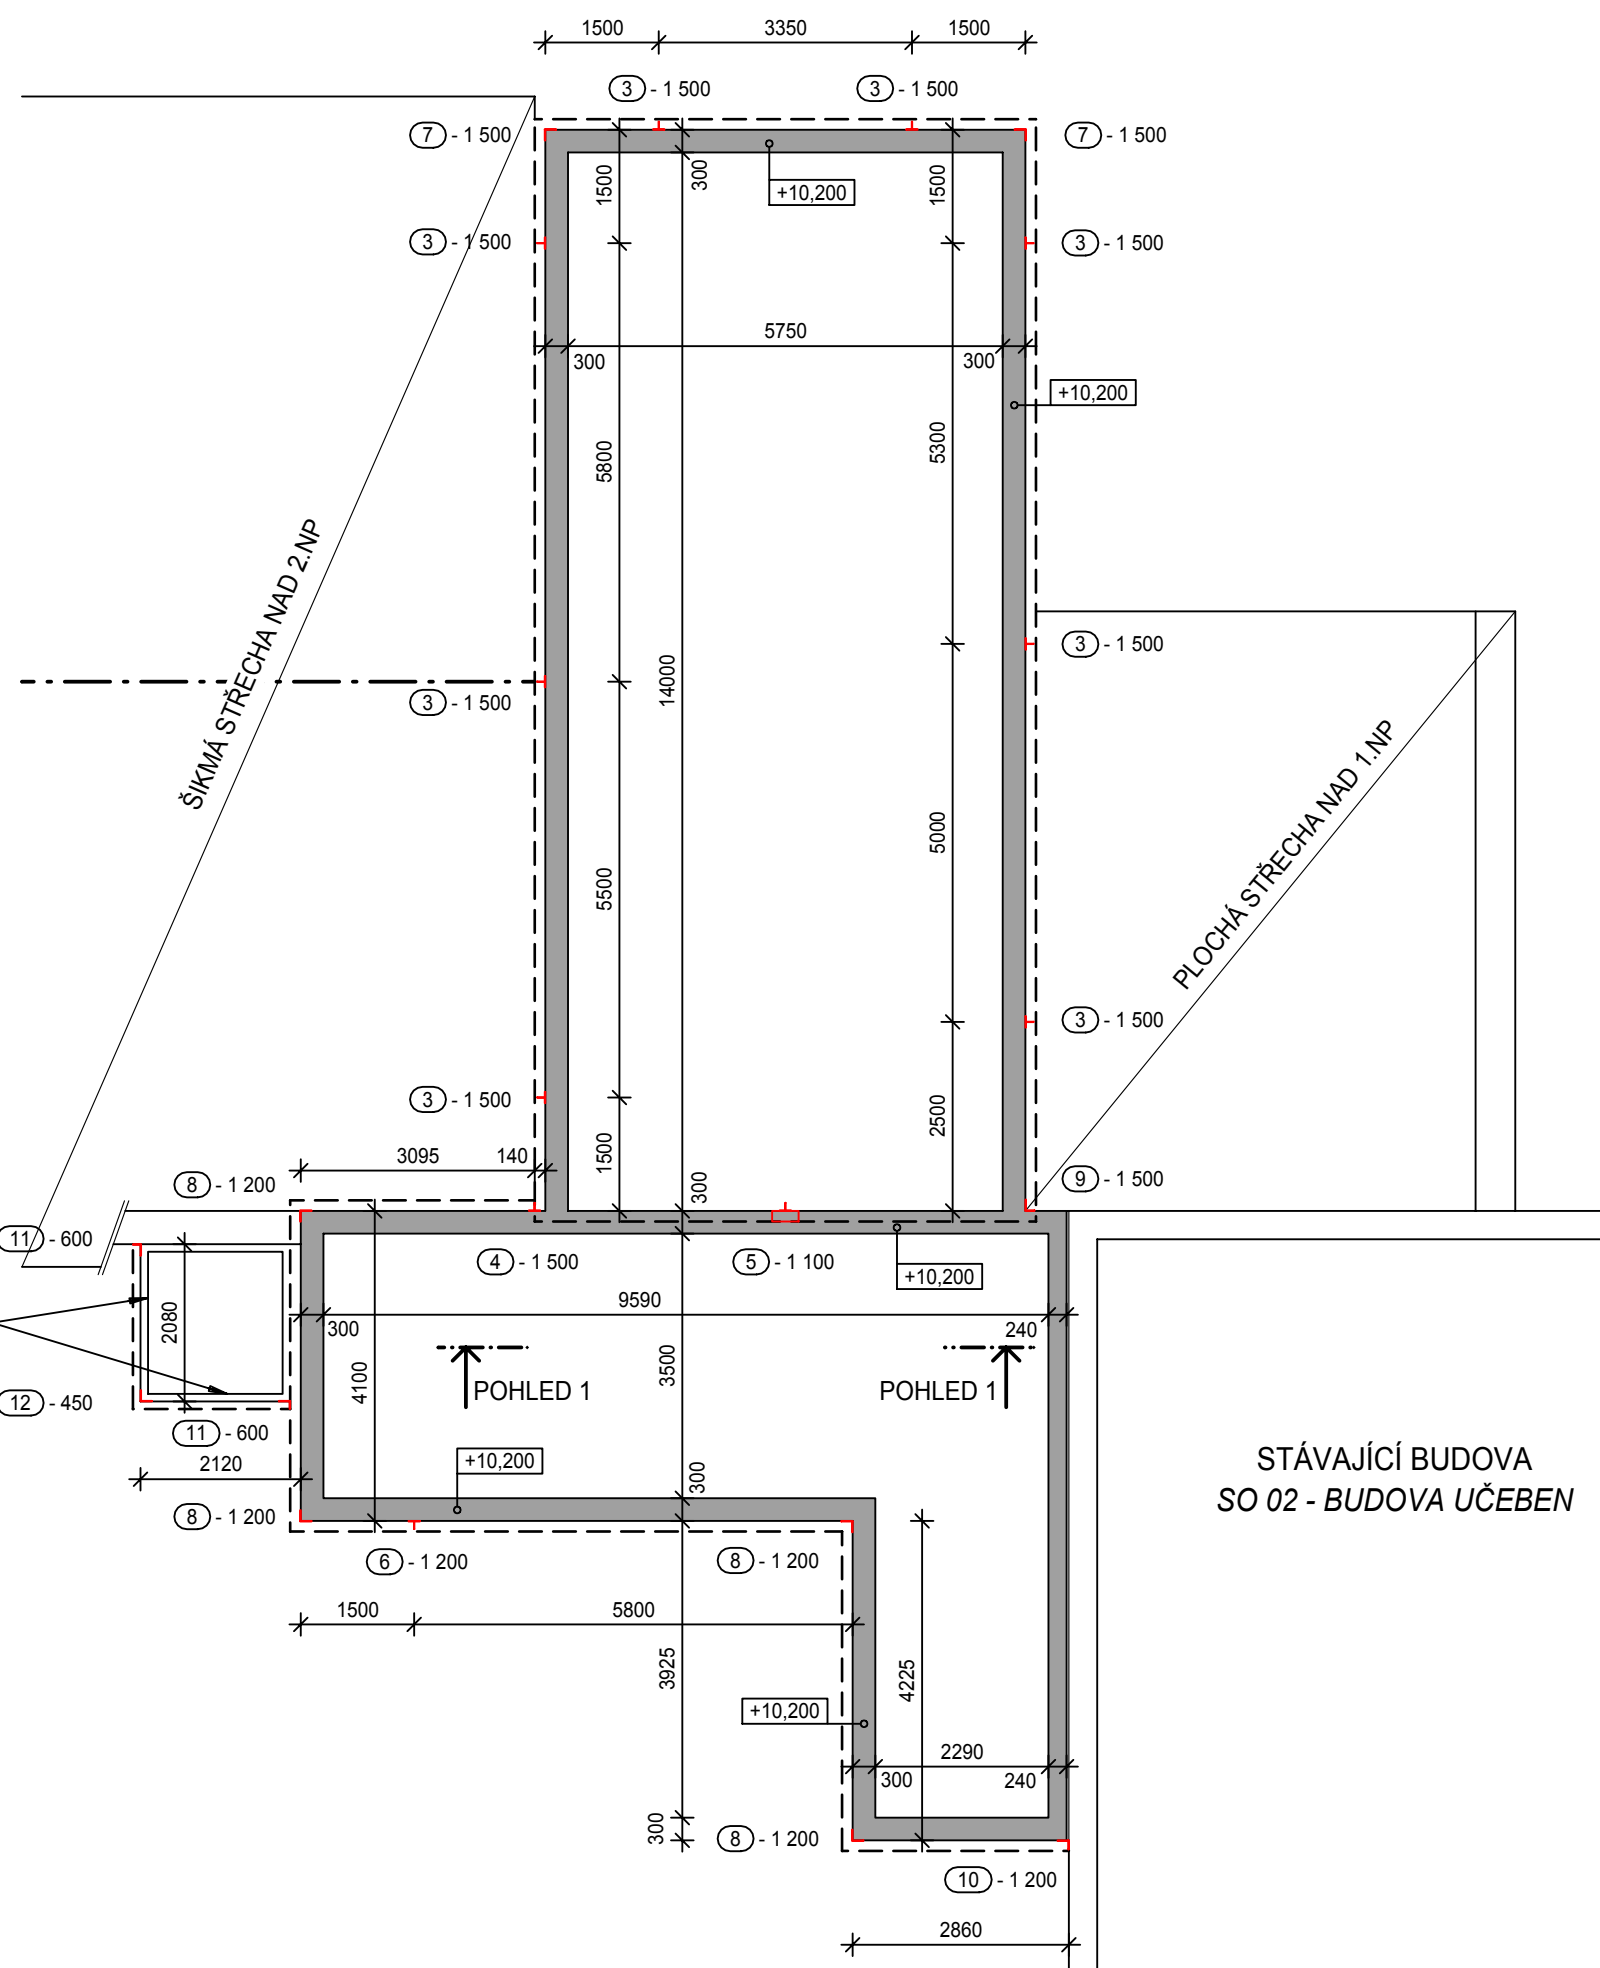 1500 3350 1500
3 - 1 500 3 - 1 500
7 - 1 500 7 - 1 500
300
1500 1500
+10,200
3 - 1 500 3 - 1 500
5750
300 300
+10,200
5800 5300
ŠIKMÁ STŘECHA NAD 2.NP
3 - 1 500
14000
3 - 1 500
PLOCHÁ STŘECHA NAD 1.NP
5500 5000
3 - 1 500
3 - 1 500
1500 2500
3095 140
300
8 - 1 200
9 - 1 500
11 - 600
4 - 1 500 5 - 1 100
+10,200
9590
2080 300 240
4100 3500
POHLED 1 POHLED 1
12 - 450
11 - 600
2120
+10,200
300
STÁVAJÍCÍ BUDOVA
SO 02 - BUDOVA UČEBEN
8 - 1 200
6 - 1 200 8 - 1 200
1500 5800
3925 4225
+10,200
2290
300 240
300
8 - 1 200
10 - 1 200
2860